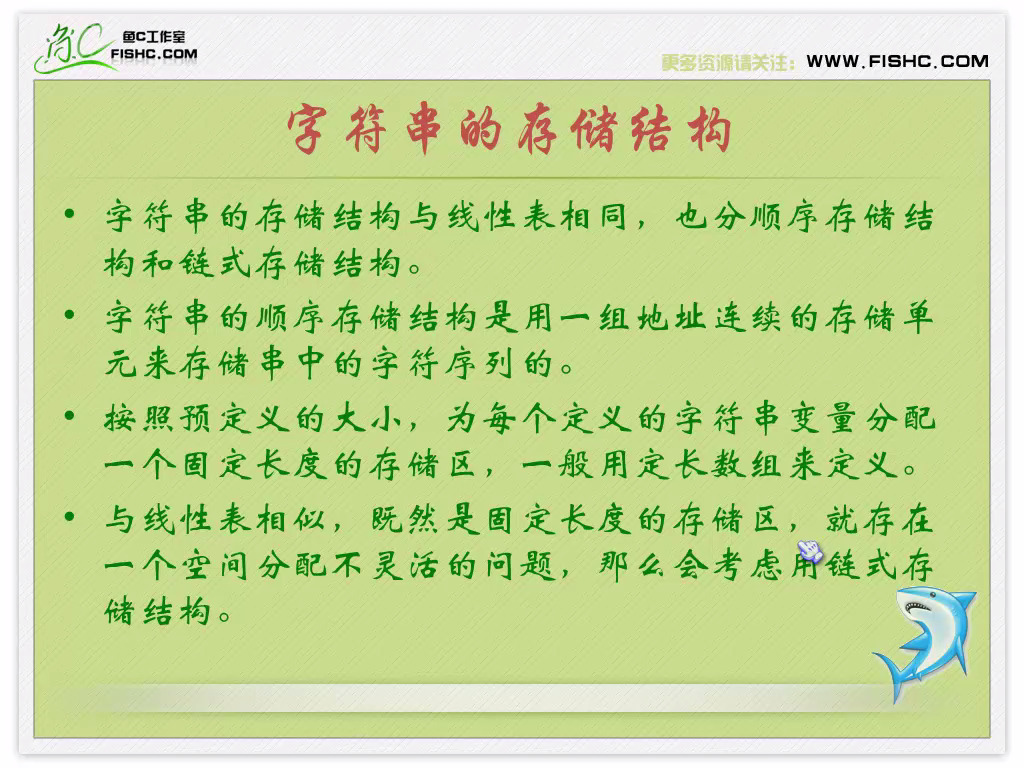 鱼C工作室
FISHC.COM
更多资源请关注：WWW.FISHC.COM
字符串的存储结构
• 字符串的存储结构与线性表相同，也分顺序存储结
构和链式存储结构。
• 字符串的顺序存储结构是用一组地址连续的存储单
元来存储串中的字符序列的。
• 按照预定义的大小，为每个定义的字符串变量分配
一个固定长度的存储区，一般用定长数组来定义。
• 与线性表相似，既然是固定长度的存储区，就存在
一个空间分配不灵活的问题，那么会考虑用链式存
储结构。